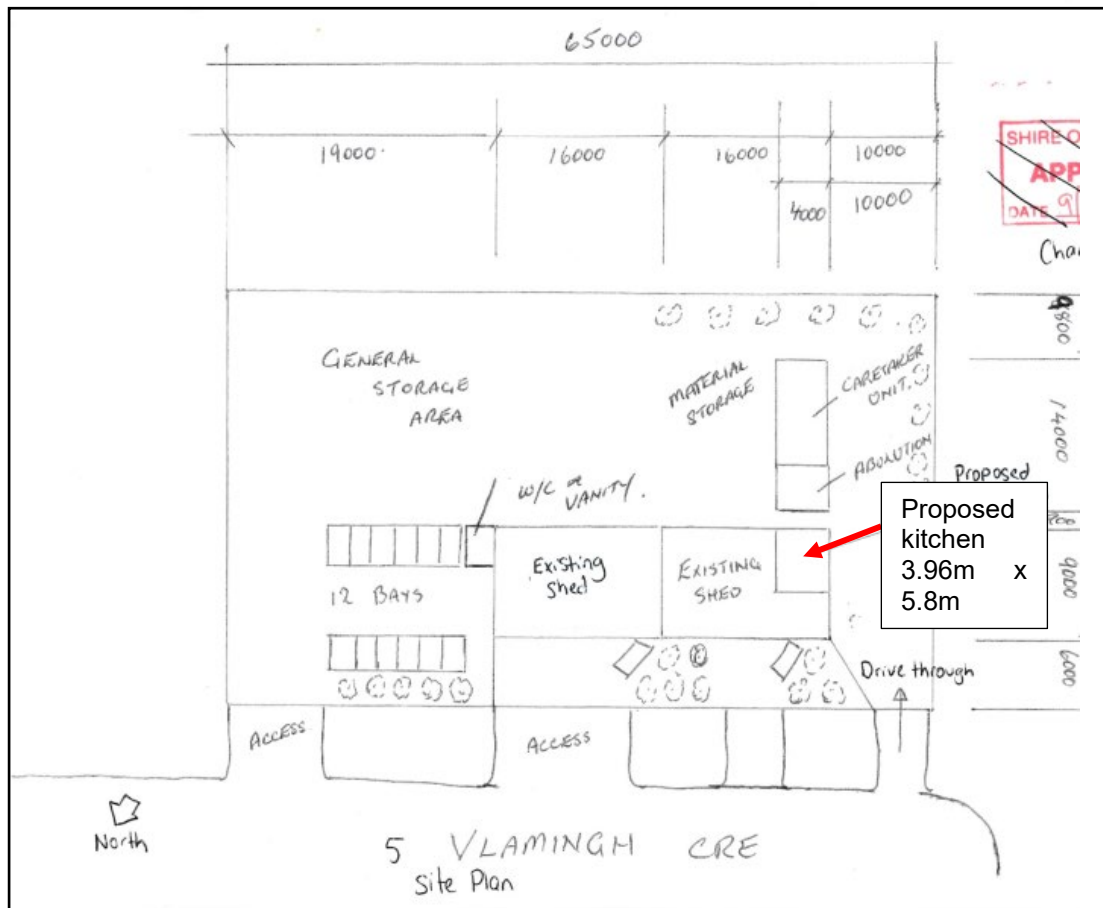 65000
19000
16000
16000
10000
4000
10000
SHIRE O
APP
DATE 9
Cha
GENERAL
STORAGE
AREA
MATERIAL
STORAGE
CARETAKER
UNIT.
ABLUTION
9800
14000
Proposed
9000
6000
W/C &
VANITY.
Existing
Shed
EXISTING
SHED
Proposed
kitchen
3.96m x
5.8m
12 BAYS
Drive through
ACCESS
ACCESS
North
5 VLAMINGH CRE
Site Plan